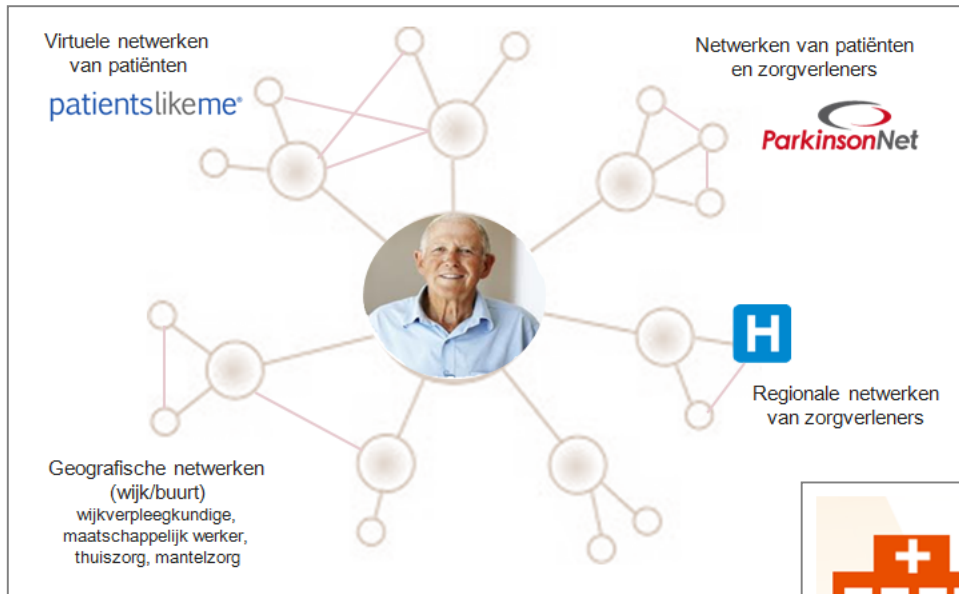 Virtuele netwerken
van patiënten
patientslikeme®
Netwerken van patiënten
en zorgverleners
ParkinsonNet
H
Regionale netwerken
van zorgverleners
Geografische netwerken
(wijk/buurt)
wijkverpleegkundige,
maatschappelijk werker,
thuiszorg, mantelzorg